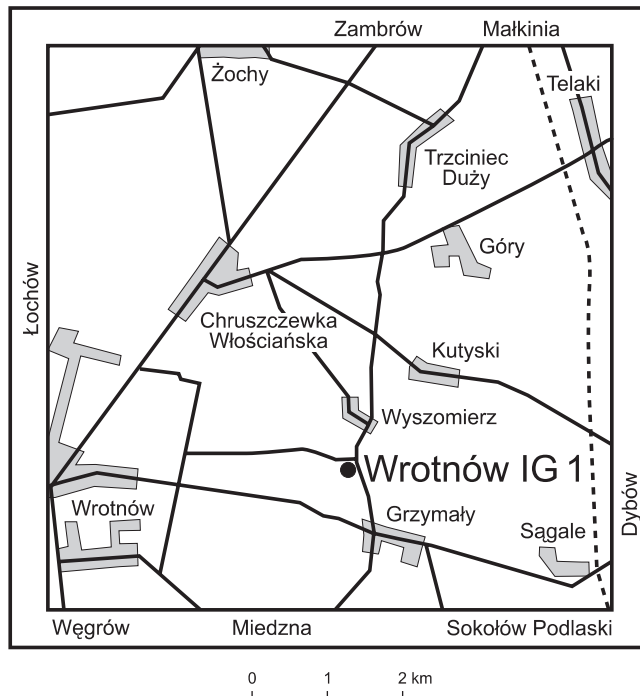 Zambrów Małkinia
Żochy
Telaki
Trzciniec
Duży
Góry
Łochów
Chruszczewka
Włościańska
Kutyski
Wyszomierz
Wrotnów IG 1
Wrotnów
Grzymały
Sągale
Dybów
Węgrów Miedzna Sokołów Podlaski
0 1 2 km